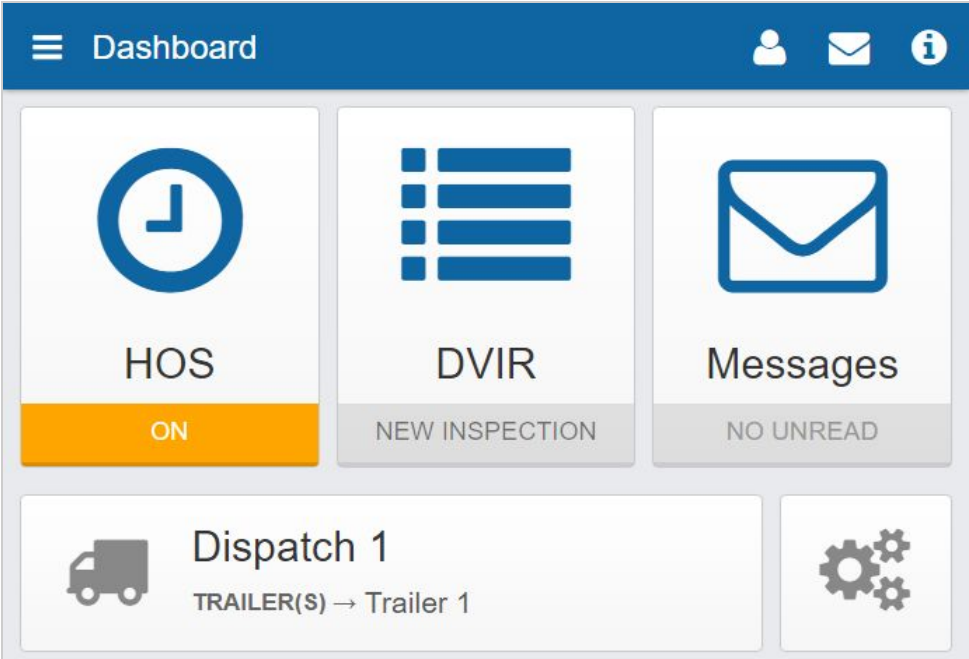 Dashboard
HOS
ON
DVIR
NEW INSPECTION
Messages
NO UNREAD
Dispatch 1
TRAILER(S) → Trailer 1